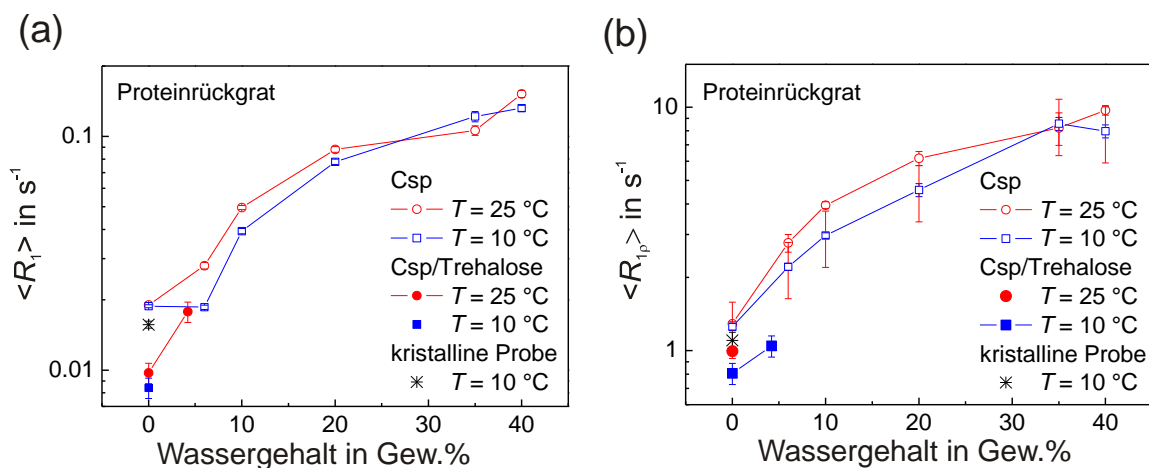 (a)
<R1> in s-1
0.1
0.01
Proteinrückgrat
Csp
T = 25 °C
T = 10 °C
Csp/Trehalose
T = 25 °C
T = 10 °C
kristalline Probe
T = 10 °C
0 10 20 30 40
Wassergehalt in Gew.%
(b)
<R1ρ> in s-1
10
1
Proteinrückgrat
Csp
T = 25 °C
T = 10 °C
Csp/Trehalose
T = 25 °C
T = 10 °C
kristalline Probe
T = 10 °C
0 10 20 30 40
Wassergehalt in Gew.%